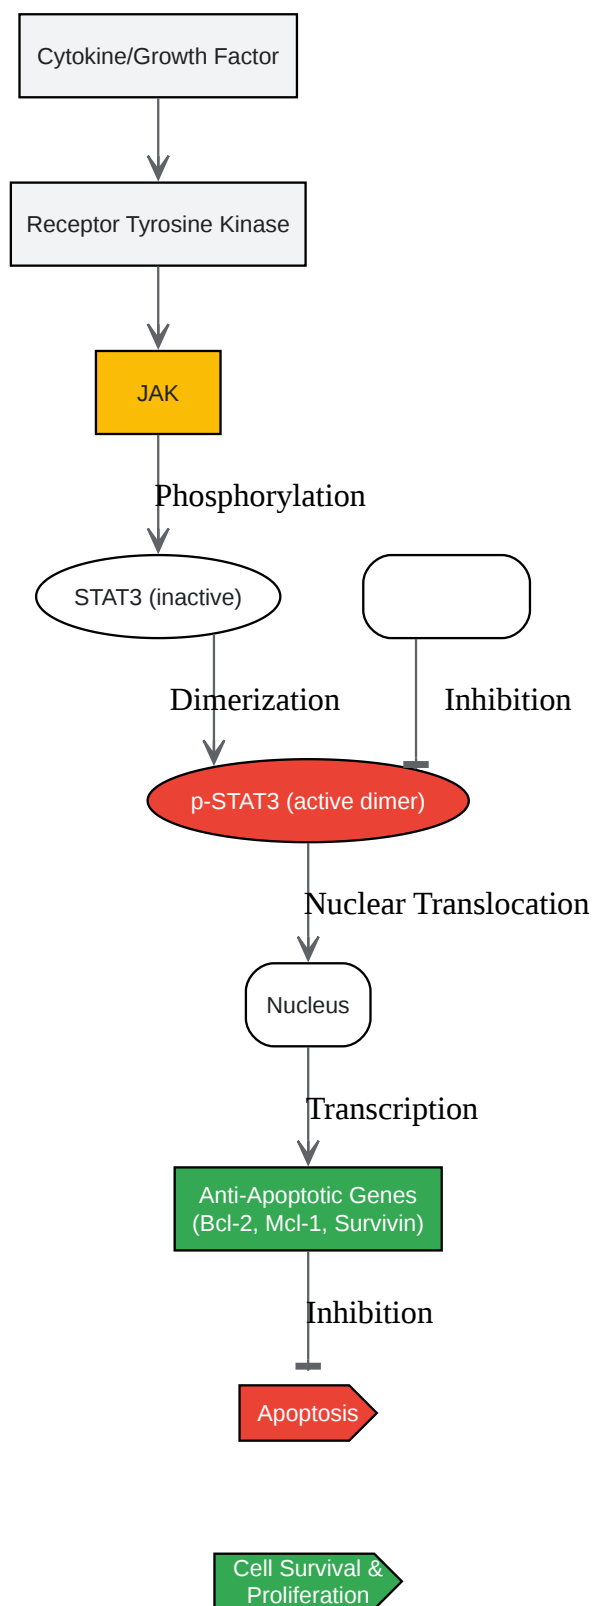 Cytokine/Growth Factor
Receptor Tyrosine Kinase
JAK
Phosphorylation
STAT3 (inactive)
Dimerization
Inhibition
p-STAT3 (active dimer)
Nuclear Translocation
Nucleus
Transcription
Anti-Apoptotic Genes
(Bcl-2, Mcl-1, Survivin)
Inhibition
Apoptosis
Cell Survival &
Proliferation